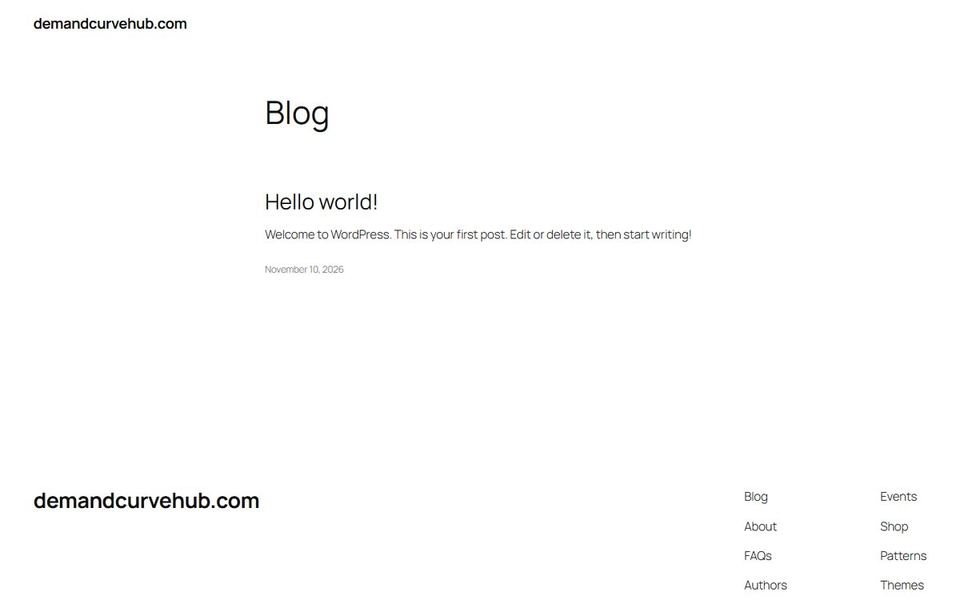 demandcurvehub.com
Blog
Hello world!
Welcome to WordPress. This is your first post. Edit or delete it, then start writing!
November 10, 2026
demandcurvehub.com
Blog
About
FAQs
Authors
Events
Shop
Patterns
Themes